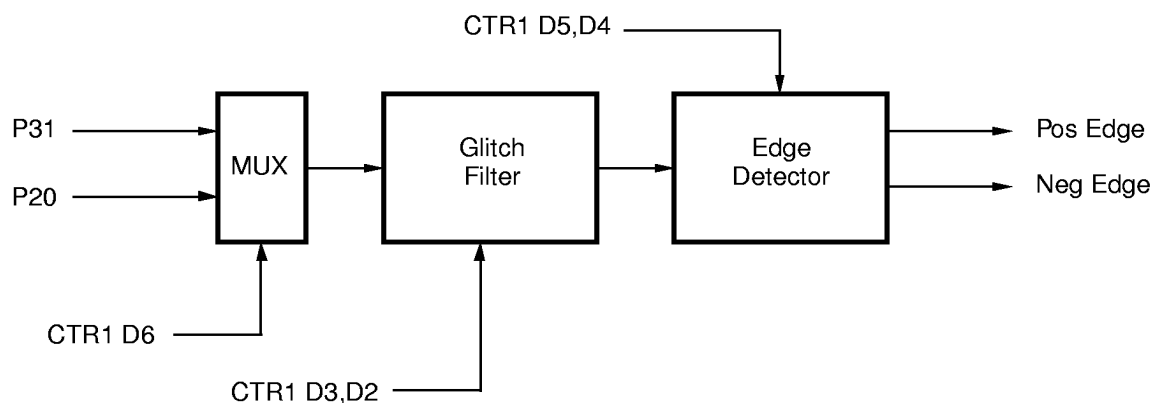 CTR1 D5,D4
P31
P20
MUX
Glitch
Filter
Edge
Detector
Pos Edge
Neg Edge
CTR1 D6
CTR1 D3,D2